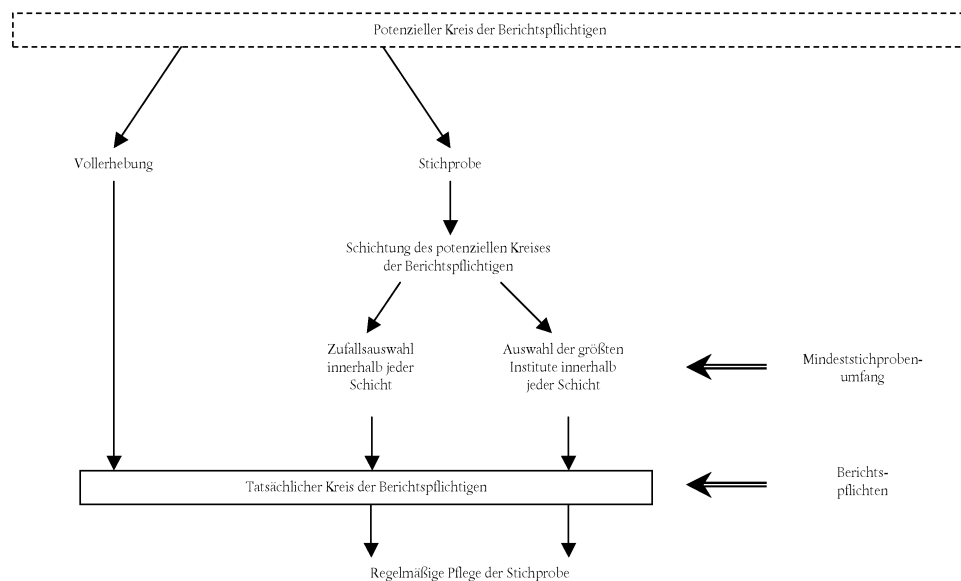 Potenzieller Kreis der Berichtspflichtigen
Vollerhebung
Stichprobe
Schichtung des potenziellen Kreises
der Berichtspflichtigen
Zufallsauswahl
innerhalb jeder
Schicht
Auswahl der größten
Institute innerhalb
jeder Schicht
Mindeststichproben-
umfang
Tatsächlicher Kreis der Berichtspflichtigen
Berichts-
pflichten
Regelmäßige Pflege der Stichprobe